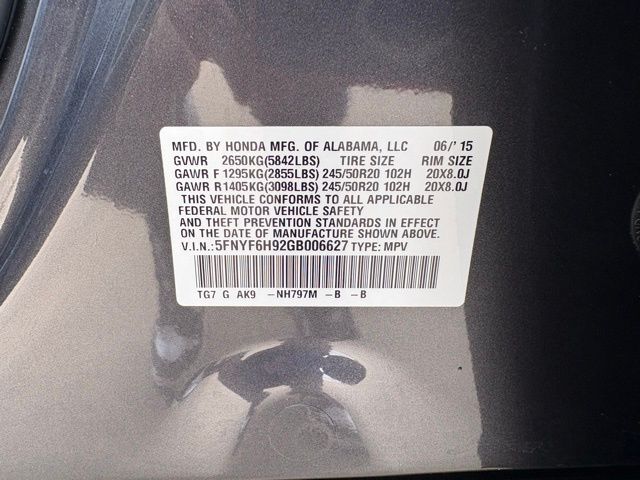 MFD. BY HONDA MFG. OF ALABAMA, LLC 06/'15
GVWR 2650KG(5842LBS) TIRE SIZE RIM SIZE
GAWR F 1295KG(2855LBS) 245/50R20 102H 20X8.0J
GAWR R 1405KG(3098LBS) 245/50R20 102H 20X8.0J
THIS VEHICLE CONFORMS TO ALL APPLICABLE
FEDERAL MOTOR VEHICLE SAFETY
AND THEFT PREVENTION STANDARDS IN EFFECT
ON THE DATE OF MANUFACTURE SHOWN ABOVE.
V.I.N.: 5FNYF6H92GB006627 TYPE: MPV
TG7 G AK9 -NH797M -B -B